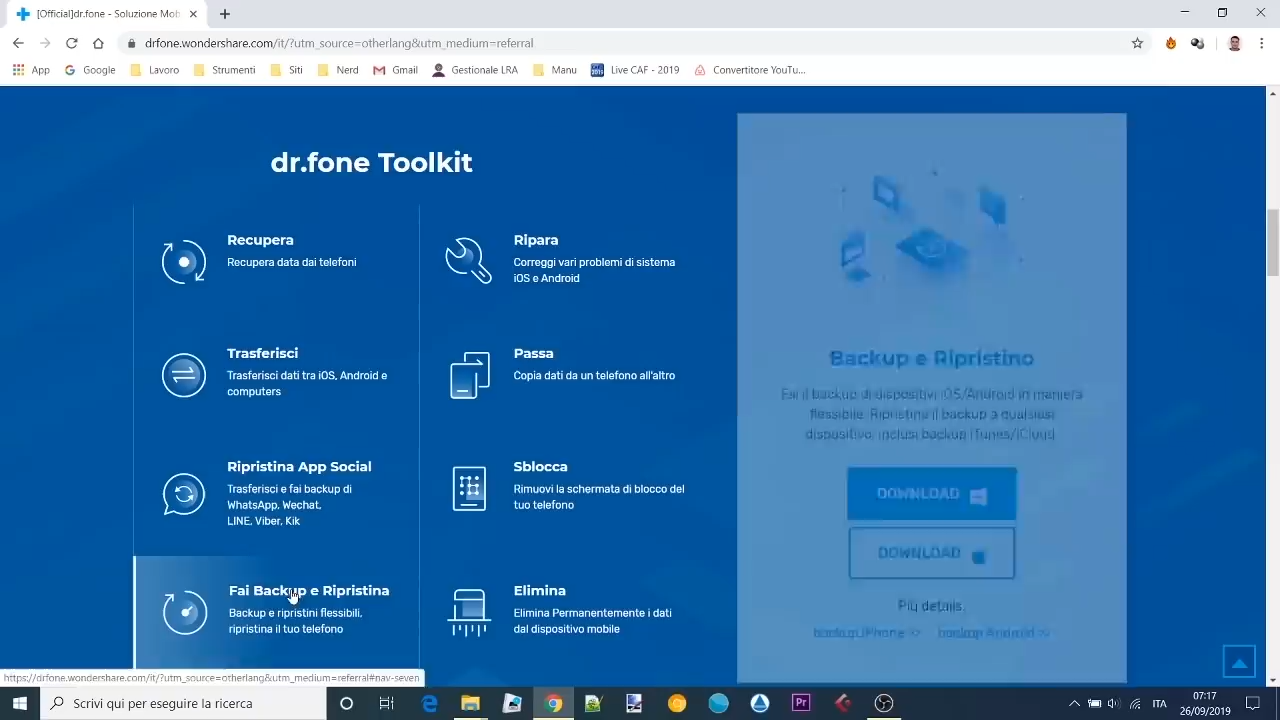 [Official]dr.fone - Soluzione Mob
drfone.wondershare.com/it/?utm_source=otherlang&utm_medium=referral
App
Google
Lavoro
Strumenti
Siti
Nerd
Gmail
Gestionale LRA
Manu
Live CAF - 2019
Convertitore YouTu...
dr.fone Toolkit
Recupera
Recupera data dai telefoni
Ripara
Correggi vari problemi di sistema
iOS e Android
Trasferisci
Trasferisci dati tra iOS, Android e
computers
Passa
Copia dati da un telefono all'altro
Ripristina App Social
Trasferisci e fai backup di
WhatsApp, Wechat,
LINE, Viber, Kik
Sblocca
Rimuovi la schermata di blocco del
tuo telefono
Fai Backup e Ripristina
Backup e ripristini flessibili,
ripristina il tuo telefono
Elimina
Elimina Permanentemente i dati
dal dispositivo mobile
Backup e Ripristino
Fai il backup di dispositivi iOS/Android in maniera
flessibile. Ripristina il backup a qualsiasi
dispositivo, inclusi backup iTunes/iCloud
DOWNLOAD
DOWNLOAD
Più details
backup iPhone >>
backup Android >>
https://drfone.wondershare.com/it/?utm_source=otherlang&utm_medium=referral#nav-seven
Scrivi qui per eseguire la ricerca
Pr
ITA
07:17
26/09/2019